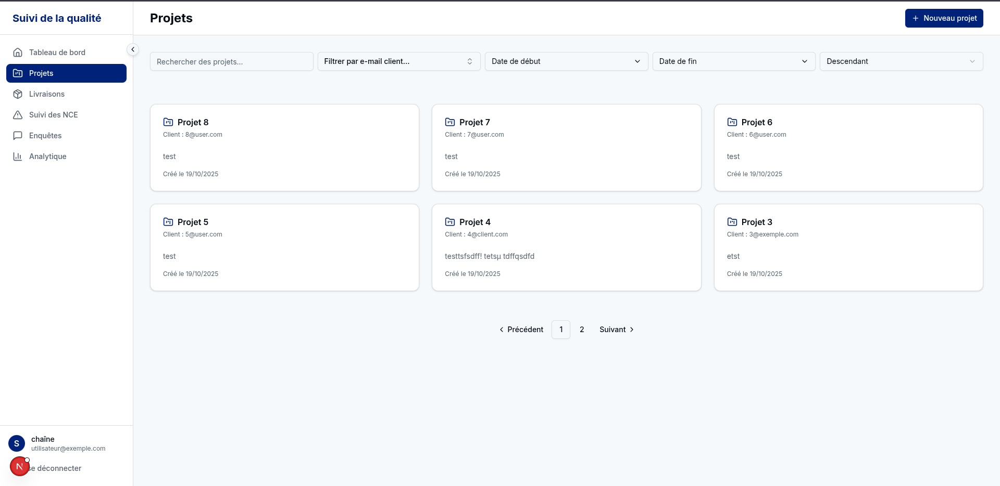 Suivi de la qualité
Projets
Nouveau projet
Tableau de bord
Projets
Livraisons
Suivi des NCE
Enquêtes
Analytique
Rechercher des projets...
Filtrer par e-mail client...
Date de début
Date de fin
Descendant
Projet 8
Client : 8@user.com
test
Créé le 19/10/2025
Projet 7
Client : 7@user.com
test
Créé le 19/10/2025
Projet 6
Client : 6@user.com
test
Créé le 19/10/2025
Projet 5
Client : 5@user.com
test
Créé le 19/10/2025
Projet 4
Client : 4@client.com
testtsfsdff! tetsµ tdffqsdfd
Créé le 19/10/2025
Projet 3
Client : 3@exemple.com
etst
Créé le 19/10/2025
Précédent 1 2 Suivant
S
chaîne
utilisateur@exemple.com
N
se déconnecter